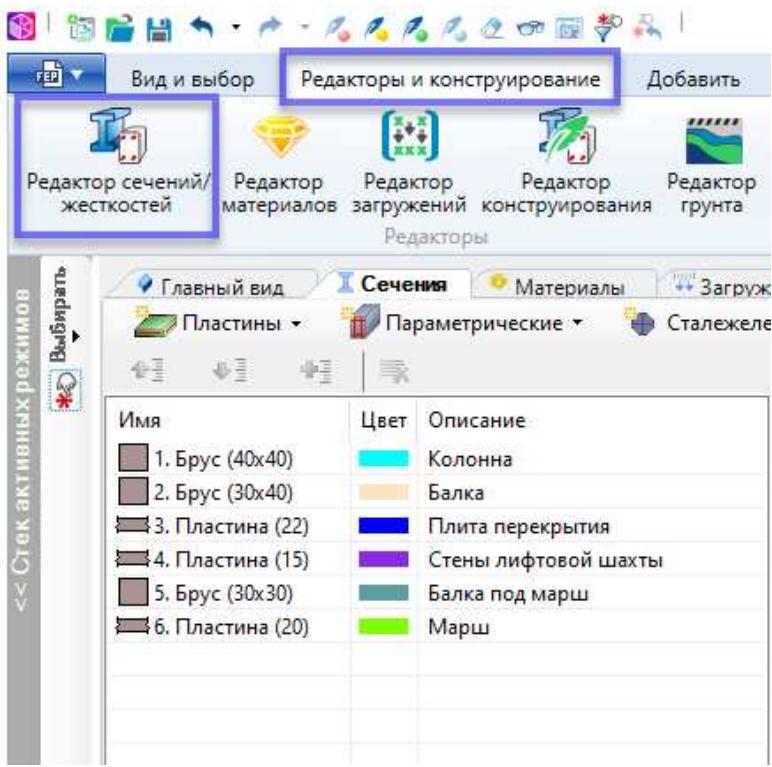 FEP
Вид и выбор Редакторы и конструирование Добавить
Редактор сечений/жесткостей
Редактор материалов
Редактор загружений
Редактор конструирования
Редактор грунта
Редакторы
<< Стек активных режимов
Выбирать
Главный вид Сечения Материалы Загруж
Пластины Параметрические Сталежеле
Имя Цвет Описание
1. Брус (40x40) Колонна
2. Брус (30x40) Балка
3. Пластина (22) Плита перекрытия
4. Пластина (15) Стены лифтовой шахты
5. Брус (30x30) Балка под марш
6. Пластина (20) Марш